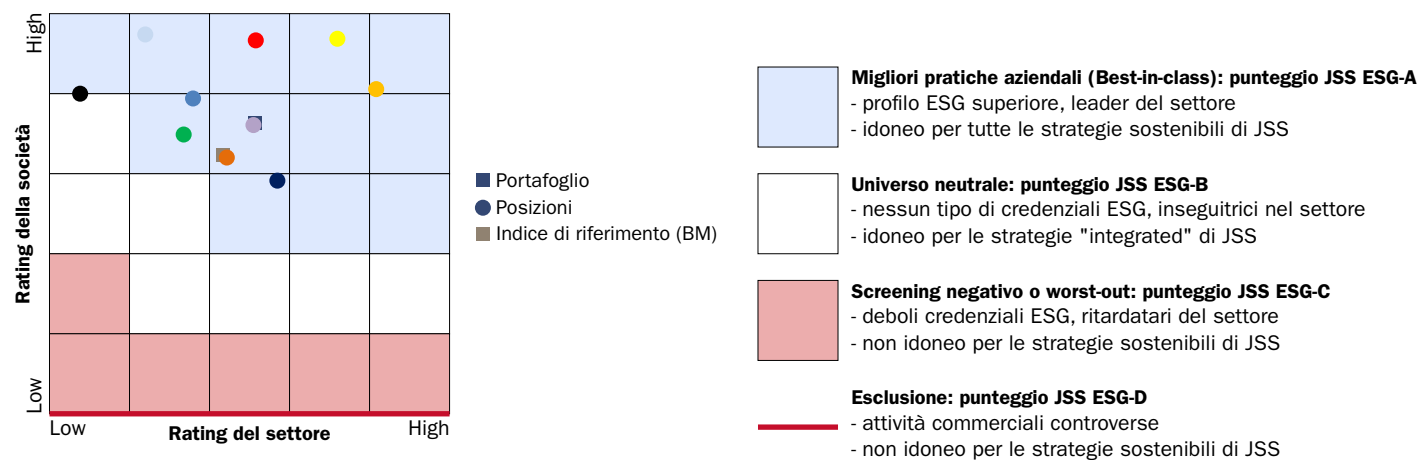 High
Rating della società
Low
Low
Rating del settore
High
Portafoglio
Posizioni
Indice di riferimento (BM)
Migliori pratiche aziendali (Best-in-class): punteggio JSS ESG-A
- profilo ESG superiore, leader del settore
- idoneo per tutte le strategie sostenibili di JSS
Universo neutrale: punteggio JSS ESG-B
- nessun tipo di credenziali ESG, inseguitrici nel settore
- idoneo per le strategie "integrated" di JSS
Screening negativo o worst-out: punteggio JSS ESG-C
- deboli credenziali ESG, ritardatari del settore
- non idoneo per le strategie sostenibili di JSS
Esclusione: punteggio JSS ESG-D
- attività commerciali controverse
- non idoneo per le strategie sostenibili di JSS